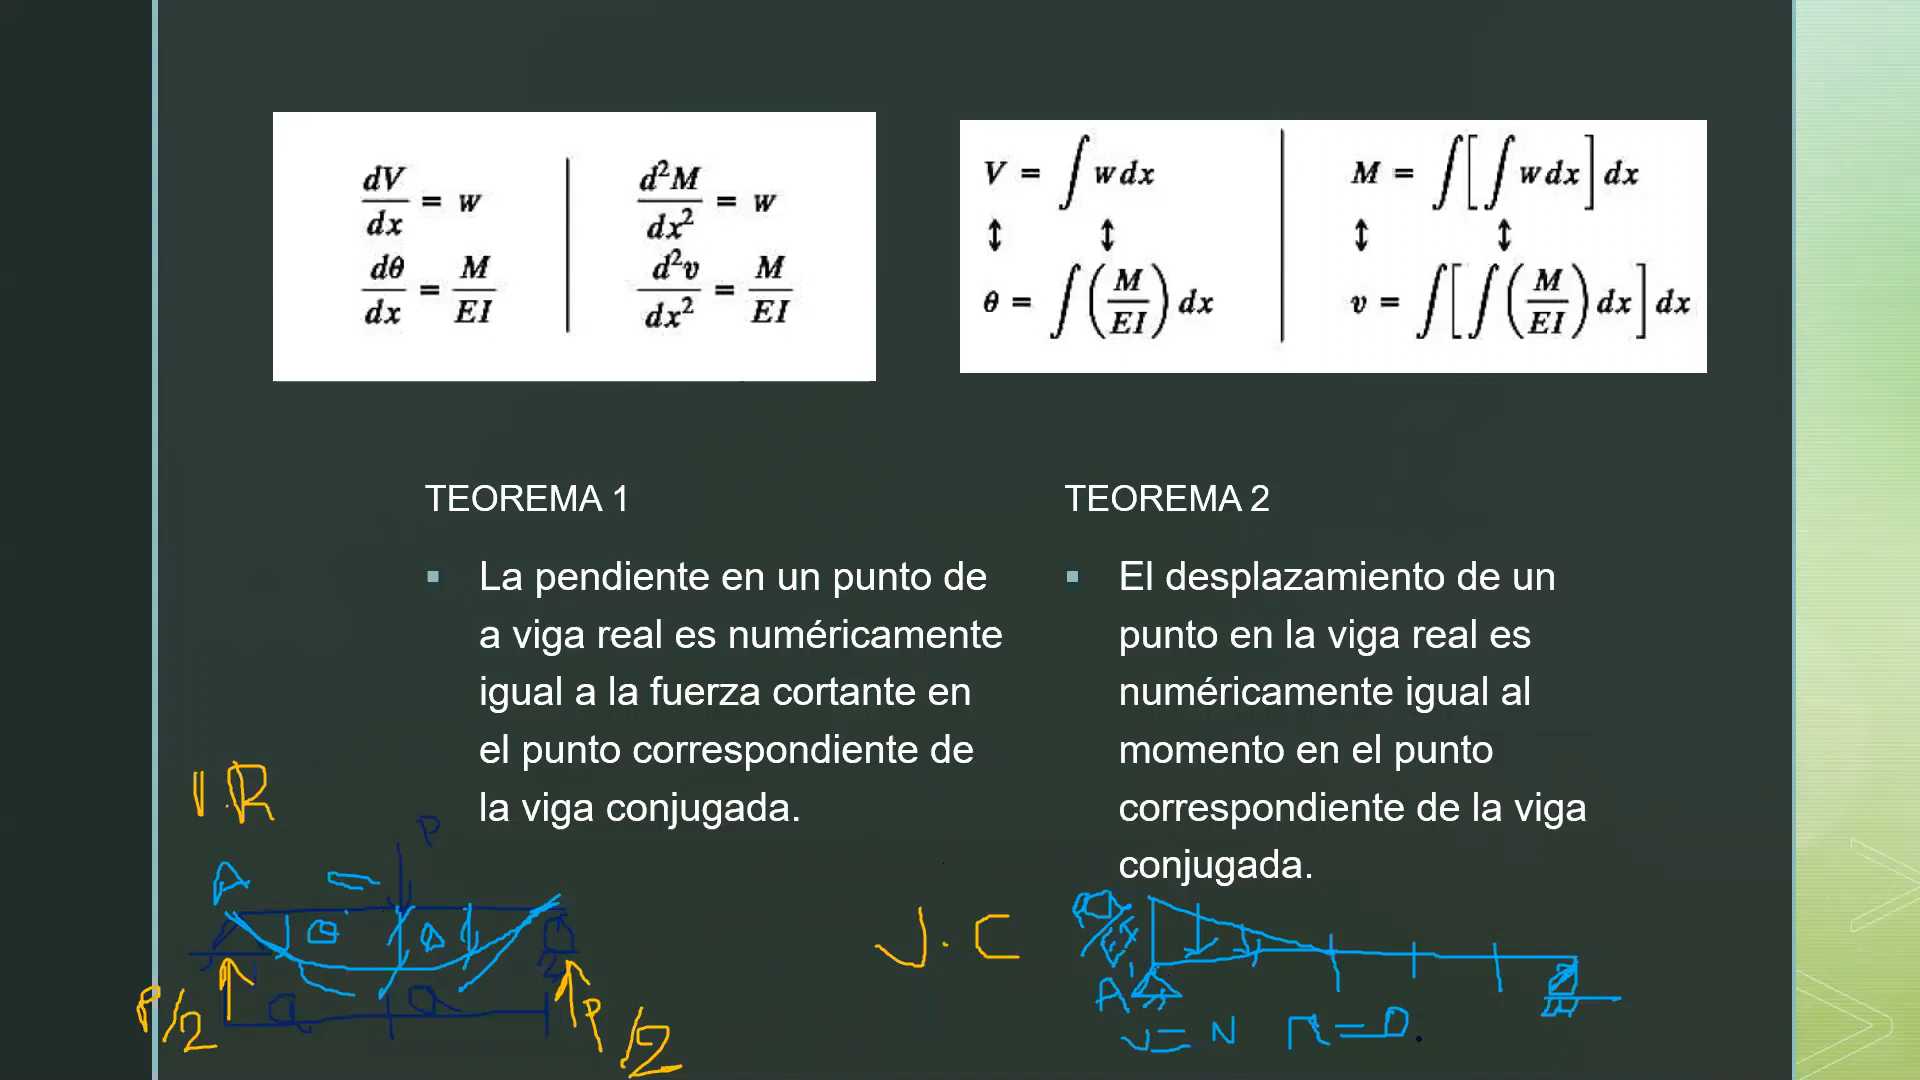 dV/dx = w
d²M/dx² = w
dθ/dx = M/EI
d²v/dx² = M/EI
V = ∫ w dx
M = ∫[∫ w dx] dx
↕ ↕ ↕ ↕
θ = ∫(M/EI) dx
v = ∫[∫(M/EI) dx] dx
TEOREMA 1
▪ La pendiente en un punto de
a viga real es numéricamente
igual a la fuerza cortante en
el punto correspondiente de
la viga conjugada.
TEOREMA 2
▪ El desplazamiento de un
punto en la viga real es
numéricamente igual al
momento en el punto
correspondiente de la viga
conjugada.
V.R
P
A
a
a
P/2
P/2
V.C
A'